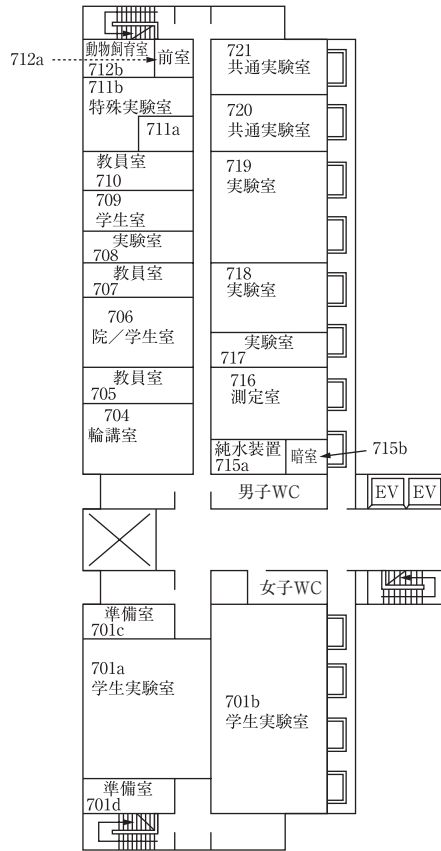 動物飼育室
前室
712a
712b
711b
特殊実験室
711a
教員室
710
709
学生室
実験室
708
教員室
707
706
院／学生室
教員室
705
704
輪講室
721
共通実験室
720
共通実験室
719
実験室
718
実験室
実験室
717
716
測定室
純水装置
715a
暗室
715b
男子WC
EV
EV
女子WC
準備室
701c
701a
学生実験室
701b
学生実験室
準備室
701d